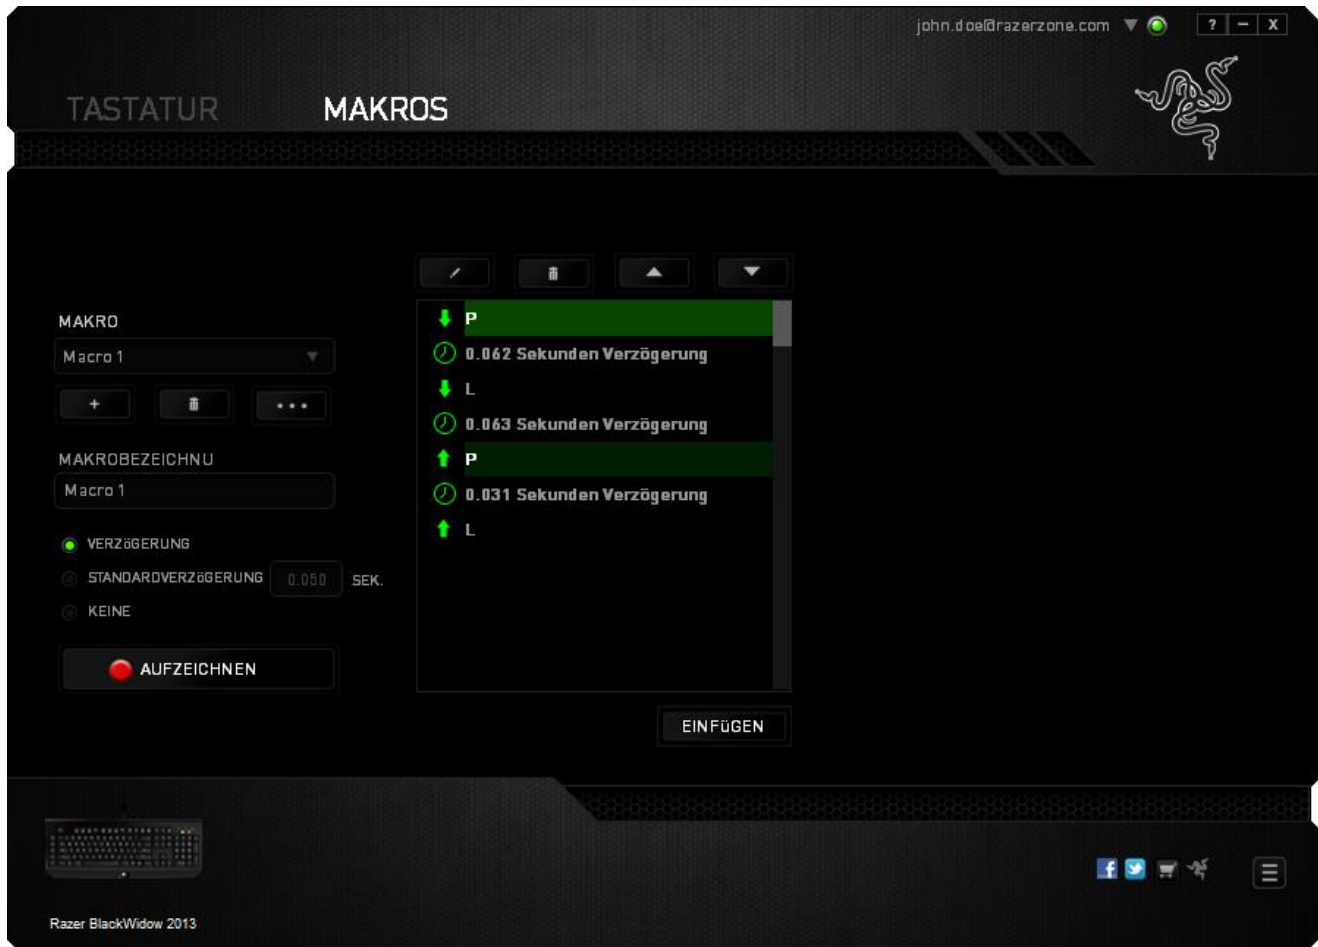 john.doe@razerzone.com
? – X
TASTATUR MAKROS
MAKRO
Macro 1
+
MAKROBEZEICHNU
Macro 1
VERZöGERUNG
STANDARDVERZöGERUNG 0.050 SEK.
KEINE
AUFZEICHNEN
P
0.062 Sekunden Verzögerung
L
0.063 Sekunden Verzögerung
P
0.031 Sekunden Verzögerung
L
EINFüGEN
Razer BlackWidow 2013